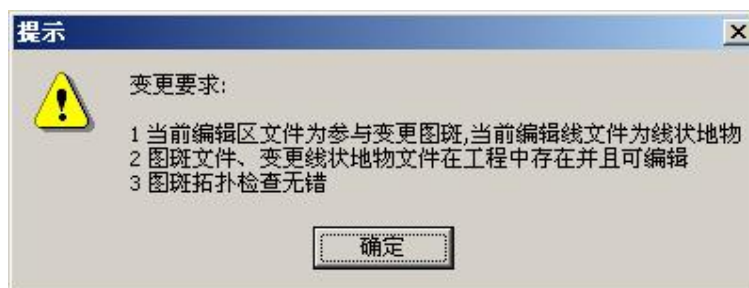 提示
变更要求:
1 当前编辑区文件为参与变更图斑,当前编辑线文件为线状地物
2 图斑文件、变更线状地物文件在工程中存在并且可编辑
3 图斑拓扑检查无错
确定